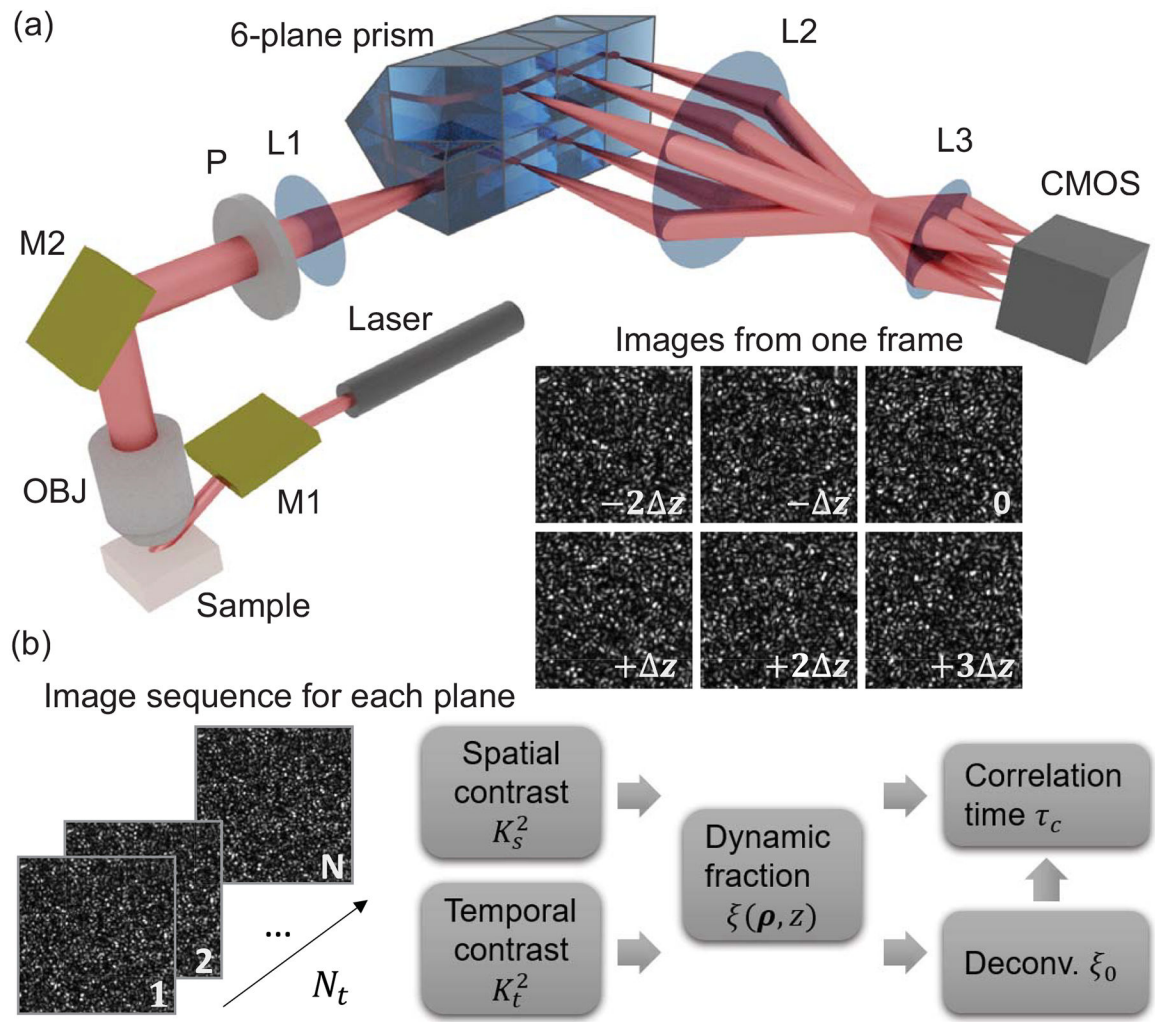 (a)
6-plane prism
L2
L1
P
L3
CMOS
M2
Laser
Images from one frame
OBJ
M1
Sample
−2Δz
−Δz
0
+Δz
+2Δz
+3Δz
(b)
Image sequence for each plane
1
2
...
N
N_t
Spatial
contrast
K_s^2
Temporal
contrast
K_t^2
Dynamic
fraction
ξ(ρ, z)
Correlation
time τ_c
Deconv. ξ_0